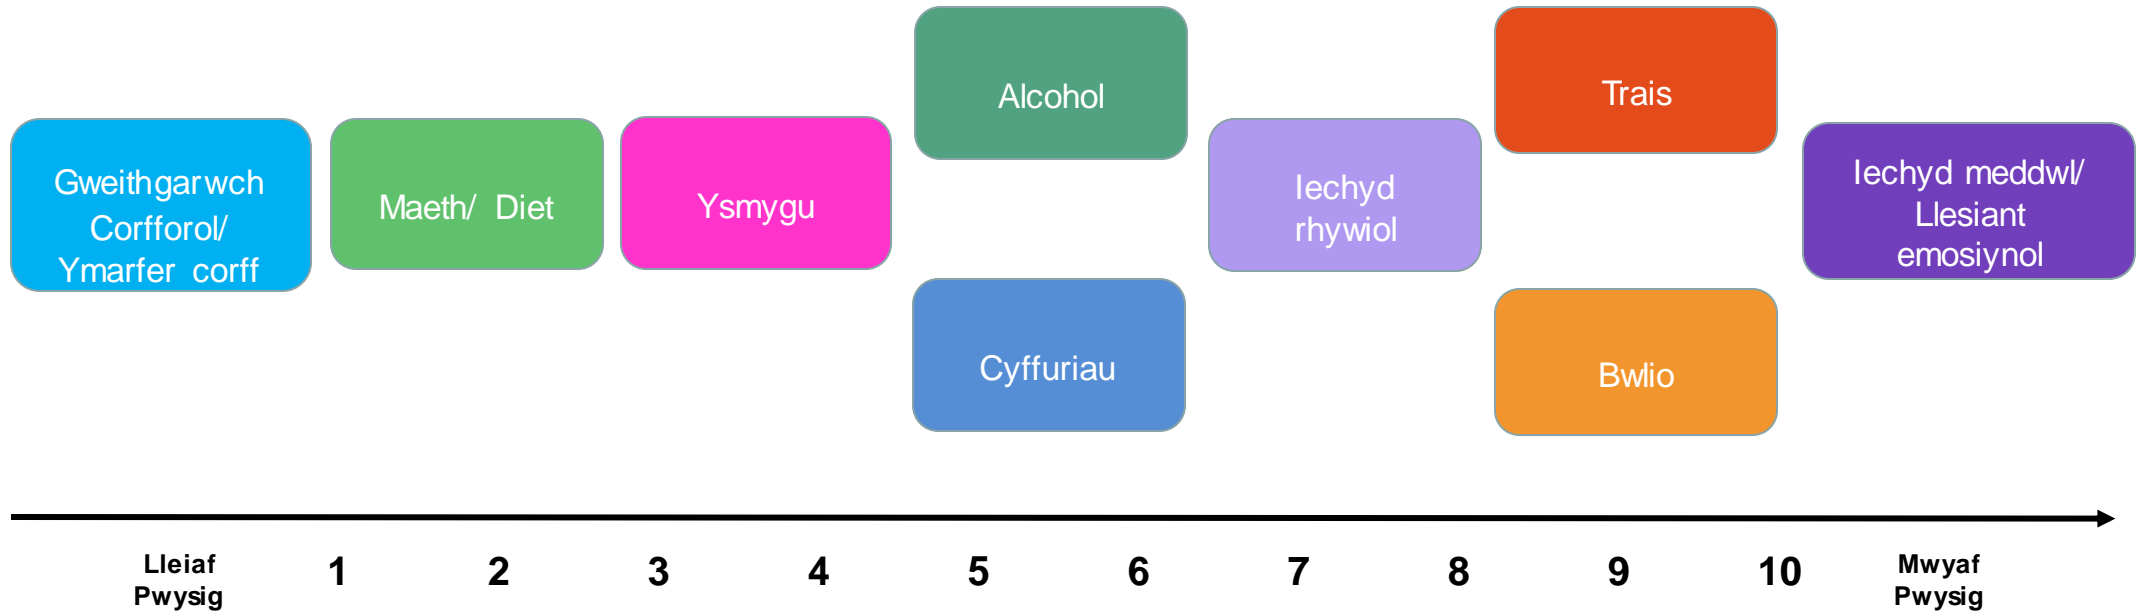 Gweithgarwch
Corfforol/
Ymarfer corff
Maeth/ Diet
Ysmygu
Alcohol
Cyffuriau
Iechyd
rhywiol
Trais
Bwlio
Iechyd meddwl/
Llesiant
emosiynol
Lleiaf
Pwysig
1 2 3 4 5 6 7 8 9 10
Mwyaf
Pwysig